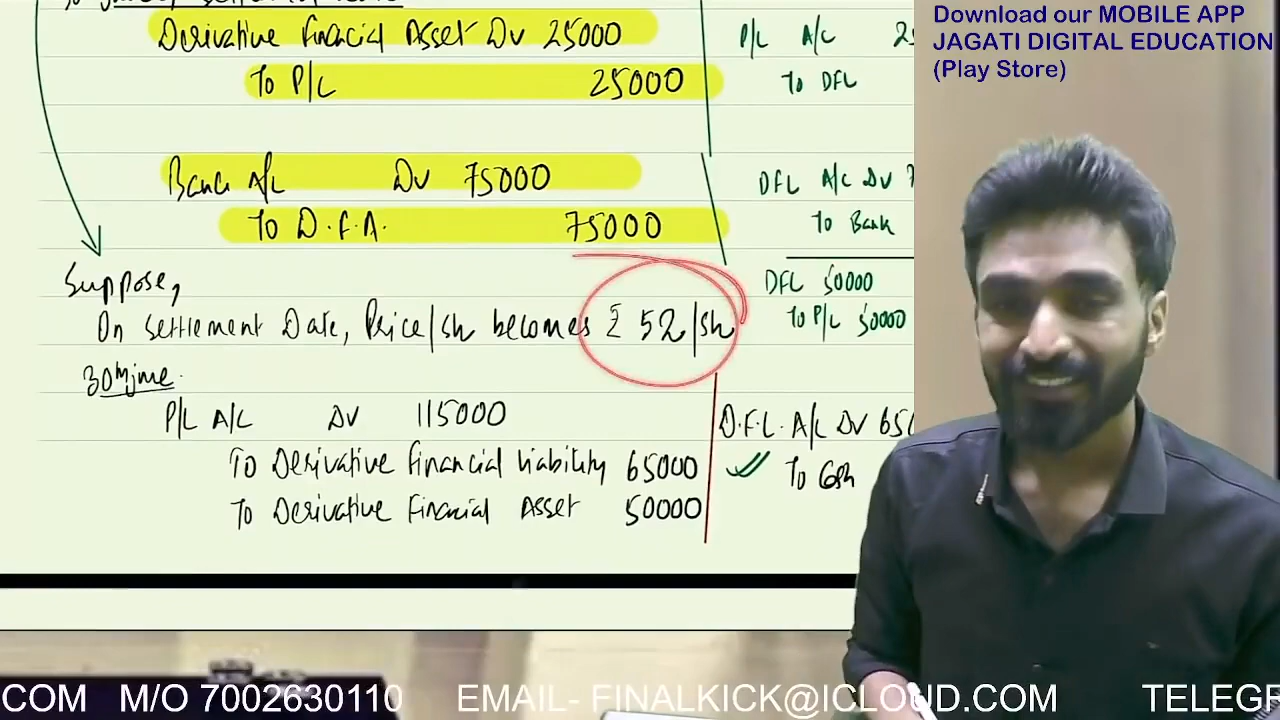 Download our MOBILE APP
JAGATI DIGITAL EDUCATION
(Play Store)
Derivative Financial Asset Dr 25000
To P/L 25000
Bank A/c Dr 75000
To D.F.A. 75000
Suppose,
On Settlement Date, Price/sh becomes ₹ 52/sh
30th June.
P/L A/c Dr 115000
To Derivative Financial Liability 65000
To Derivative Financial Asset 50000
P/L A/c
To DFL
DFL A/c Dr
To Bank
DFL 50000
To P/L 50000
D.F.L. A/c Dr
To Cash
COM M/O 7002630110 EMAIL- FINALKICK@ICLOUD.COM